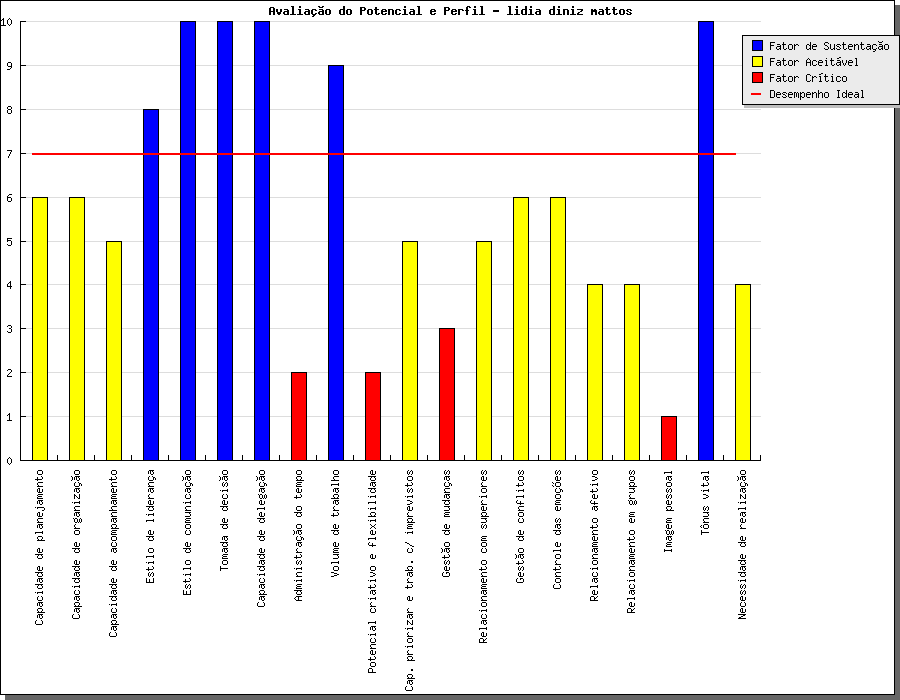 Avaliação do Potencial e Perfil - lidia diniz mattos
Fator de Sustentação
Fator Aceitável
Fator Crítico
Desempenho Ideal
10
9
8
7
6
5
4
3
2
1
0
Capacidade de planejamento
Capacidade de organização
Capacidade de acompanhamento
Estilo de liderança
Estilo de comunicação
Tomada de decisão
Capacidade de delegação
Administração do tempo
Volume de trabalho
Potencial criativo e flexibilidade
Cap. priorizar e trab. c/ imprevistos
Gestão de mudanças
Relacionamento com superiores
Gestão de conflitos
Controle das emoções
Relacionamento afetivo
Relacionamento em grupos
Imagem pessoal
Tônus vital
Necessidade de realização